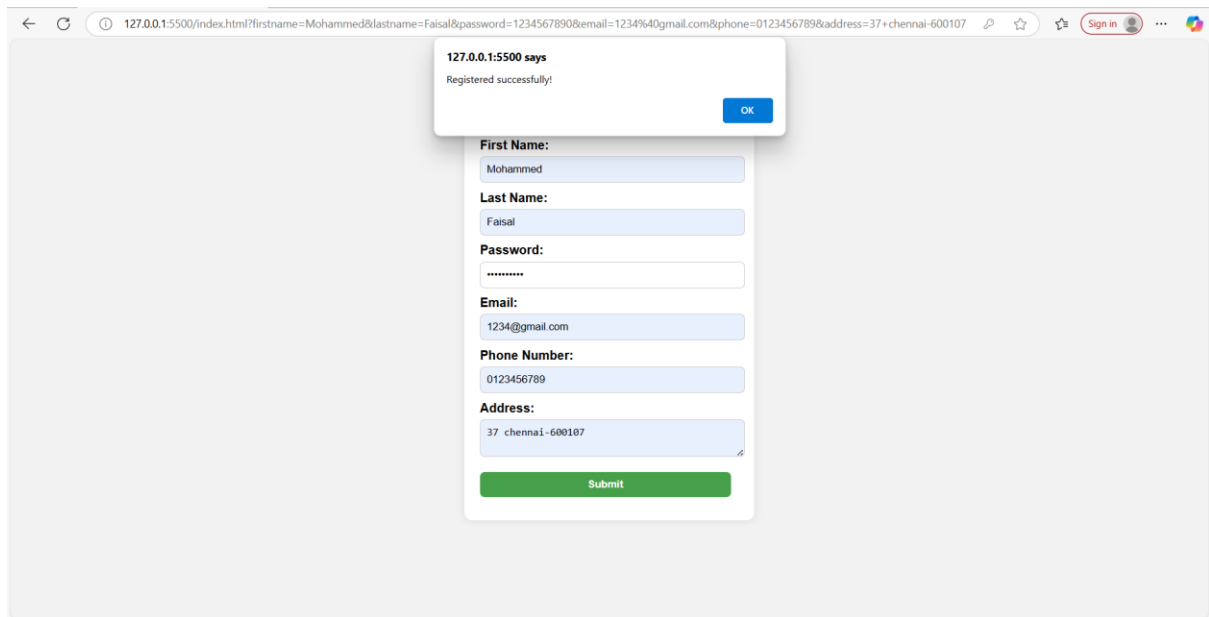 127.0.0.1:5500/index.html?firstname=Mohammed&lastname=Faisal&password=1234567890&email=1234%40gmail.com&phone=0123456789&address=37+chennai-600107
Sign in
127.0.0.1:5500 says
Registered successfully!
OK
First Name:
Mohammed
Last Name:
Faisal
Password:
••••••••••
Email:
1234@gmail.com
Phone Number:
0123456789
Address:
37 chennai-600107
Submit